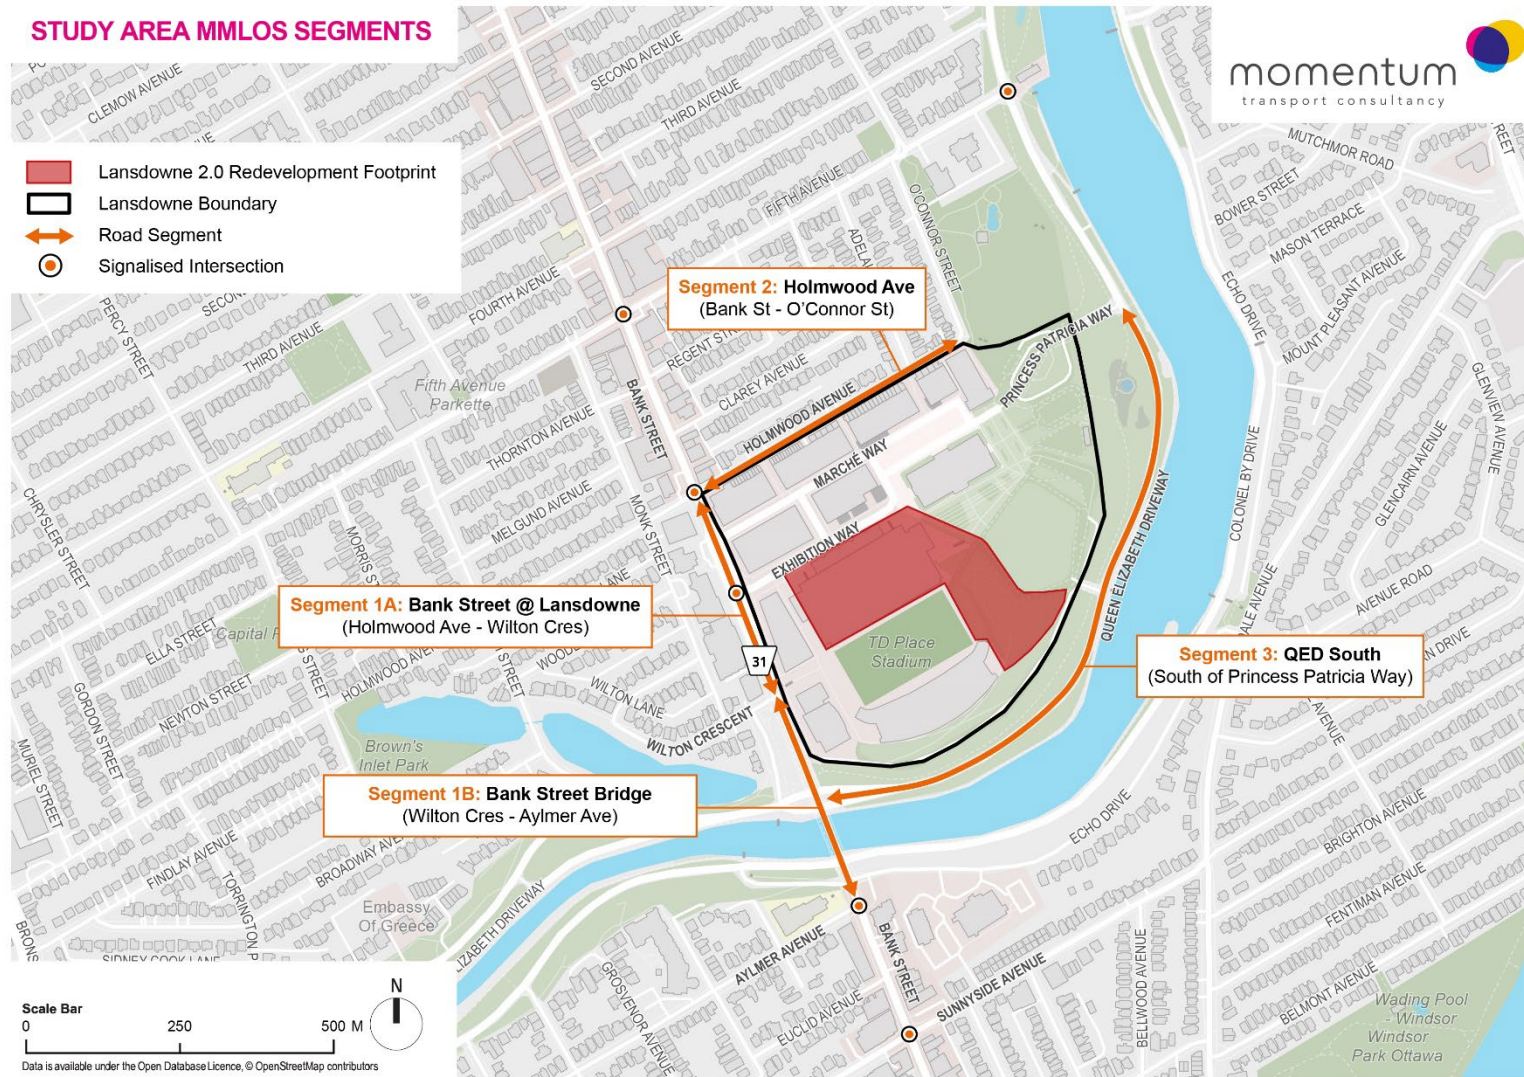 STUDY AREA MMLOS SEGMENTS
momentum
transport consultancy
Lansdowne 2.0 Redevelopment Footprint
Lansdowne Boundary
Road Segment
Signalised Intersection
CLEMOW AVENUE
SECOND AVENUE
THIRD AVENUE
MUTCHMOR ROAD
BOWER STREET
MASON TERRACE
FIFTH AVENUE
O'CONNOR STREET
ECHO DRIVE
MOUNT PLEASANT AVENUE
PERCY STREET
THIRD AVENUE
FOURTH AVENUE
Segment 2: Holmwood Ave
(Bank St - O'Connor St)
PRINCESS PATRICIA WAY
CLAREY AVENUE
Fifth Avenue
Parkette
BANK STREET
HOLMWOOD AVENUE
GLENVIEW AVENUE
THORNTON AVENUE
MARCHÉ WAY
GLENCAIRN AVENUE
COLONEL BY DRIVE
CHRYSLER STREET
MELGUND AVENUE
MONK STREET
EXHIBITION WAY
QUEEN ELIZABETH DRIVEWAY
AVENUE ROAD
Segment 1A: Bank Street @ Lansdowne
(Holmwood Ave - Wilton Cres)
ELLA STREET
TD Place
Stadium
31
Segment 3: QED South
(South of Princess Patricia Way)
GORDON STREET
NEWTON STREET
HOLMWOOD
WILTON LANE
WILTON CRESCENT
MURIEL STREET
Brown's
Inlet Park
Segment 1B: Bank Street Bridge
(Wilton Cres - Aylmer Ave)
ECHO DRIVE
BRIGHTON AVENUE
FINDLAY AVENUE
BROADWAY
TORRINGTON
Embassy
Of Greece
FENTIMAN AVENUE
SIDNEY COOK LANE
AYLMER AVENUE
BANK STREET
SUNNYSIDE AVENUE
GROSVENOR AVENUE
EUCLID AVENUE
BELLWOOD AVENUE
BELMONT AVENUE
Wading Pool
- Windsor
Windsor
Park Ottawa
N
Scale Bar
0 250 500 M
Data is available under the Open Database Licence, © OpenStreetMap contributors